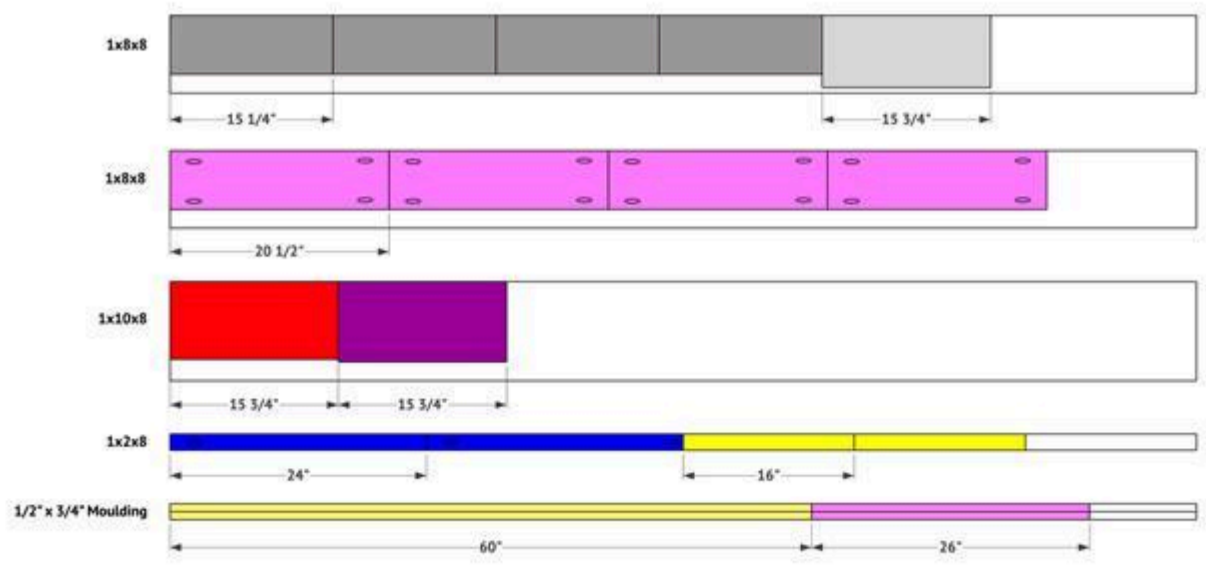 1x8x8
15 1/4"
15 3/4"
1x8x8
20 1/2"
1x10x8
15 3/4"
15 3/4"
1x2x8
24"
16"
1/2" x 3/4" Moulding
60"
26"